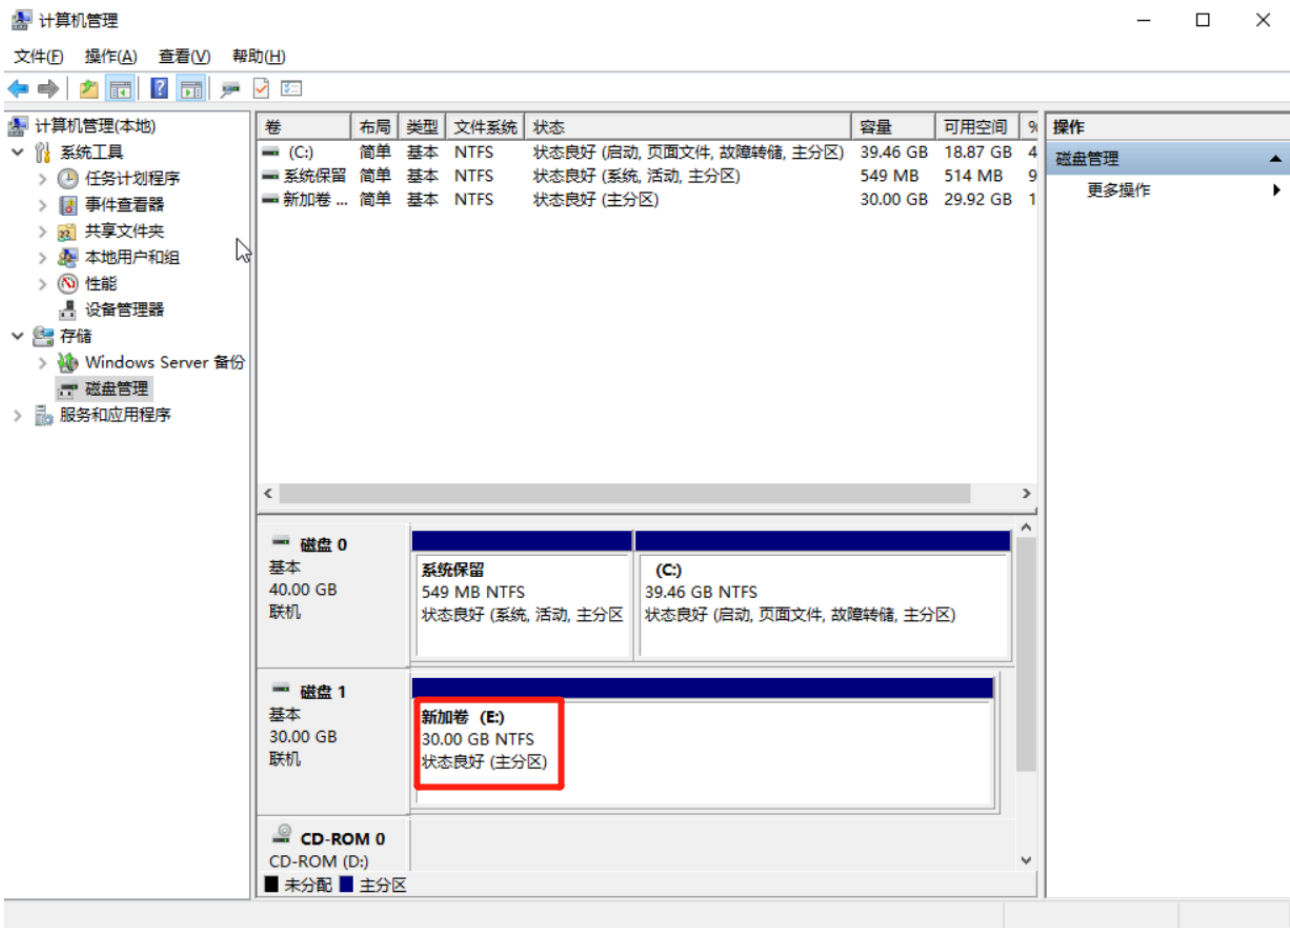 计算机管理
文件(F) 操作(A) 查看(V) 帮助(H)
计算机管理(本地)
系统工具
任务计划程序
事件查看器
共享文件夹
本地用户和组
性能
设备管理器
存储
Windows Server 备份
磁盘管理
服务和应用程序
卷 布局 类型 文件系统 状态 容量 可用空间 %
(C:) 简单 基本 NTFS 状态良好 (启动, 页面文件, 故障转储, 主分区) 39.46 GB 18.87 GB 4
系统保留 简单 基本 NTFS 状态良好 (系统, 活动, 主分区) 549 MB 514 MB 9
新加卷 ... 简单 基本 NTFS 状态良好 (主分区) 30.00 GB 29.92 GB 1
磁盘 0
基本
40.00 GB
联机
系统保留
549 MB NTFS
状态良好 (系统, 活动, 主分区
(C:)
39.46 GB NTFS
状态良好 (启动, 页面文件, 故障转储, 主分区)
磁盘 1
基本
30.00 GB
联机
新加卷 (E:)
30.00 GB NTFS
状态良好 (主分区)
CD-ROM 0
CD-ROM (D:)
未分配 主分区
操作
磁盘管理
更多操作